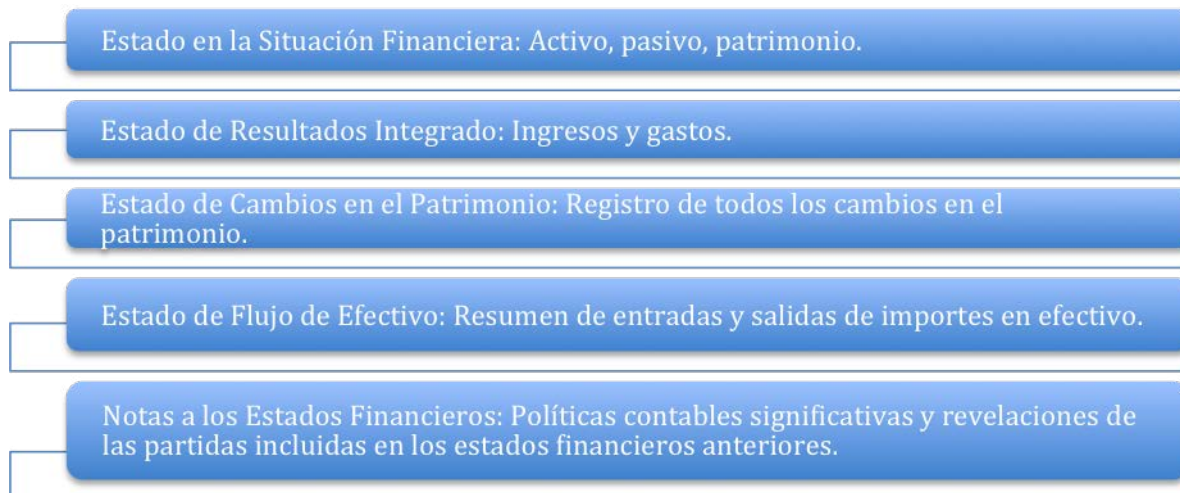 Estado en la Situación Financiera: Activo, pasivo, patrimonio.
Estado de Resultados Integrado: Ingresos y gastos.
Estado de Cambios en el Patrimonio: Registro de todos los cambios en el
patrimonio.
Estado de Flujo de Efectivo: Resumen de entradas y salidas de importes en efectivo.
Notas a los Estados Financieros: Políticas contables significativas y revelaciones de
las partidas incluidas en los estados financieros anteriores.